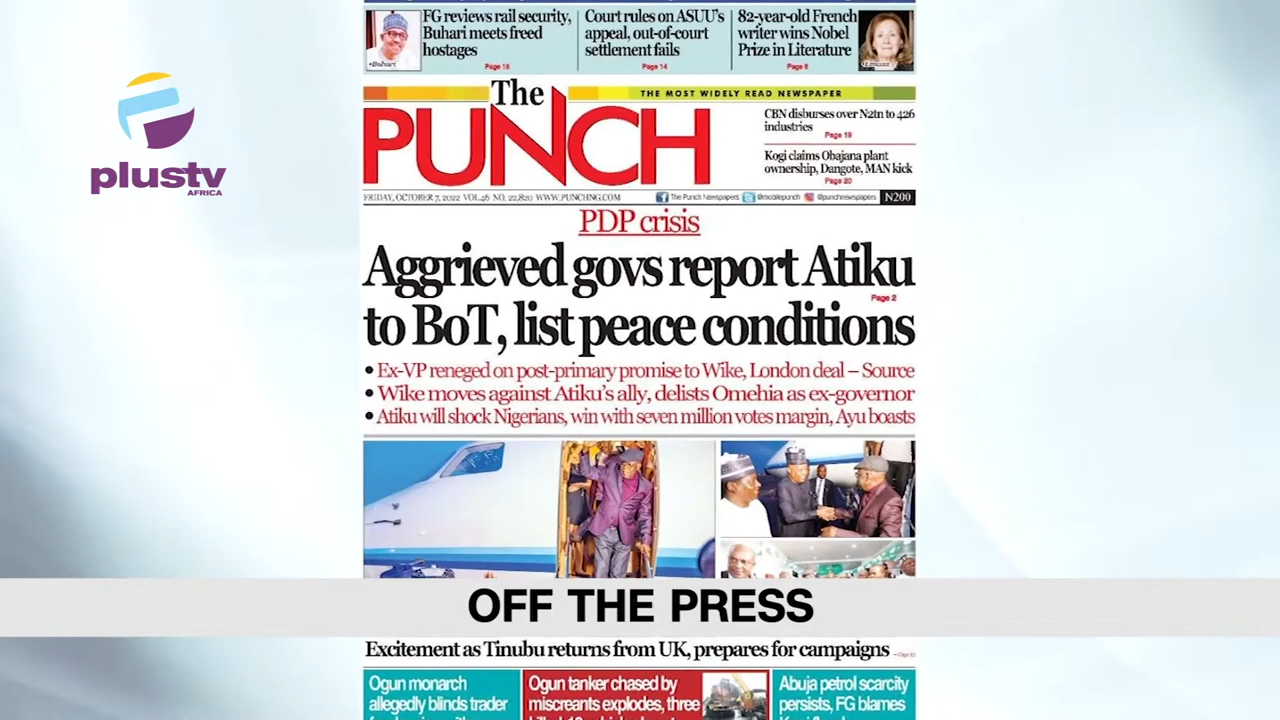 FG reviews rail security,
Buhari meets freed
hostages
Page 15
Buhari
Court rules on ASUU's
appeal, out-of-court
settlement fails
Page 14
82-year-old French
writer wins Nobel
Prize in Literature
The
PUNCH
THE MOST WIDELY READ NEWSPAPER
CBN disburses over N2tn to 426
industries
Page 19
Kogi claims Obajana plant
ownership, Dangote, MAN kick
Page 20
plustv
AFRICA
FRIDAY, OCTOBER 7, 2022 VOL.46 NO. 22,820 WWW.PUNCHNG.COM
The Punch Newspapers
@mobilepunch
@punchnewspapers
N200
PDP crisis
Aggrieved govs report Atiku
Page 2
to BoT, list peace conditions
• Ex-VP reneged on post-primary promise to Wike, London deal – Source
• Wike moves against Atiku's ally, delists Omehia as ex-governor
• Atiku will shock Nigerians, win with seven million votes margin, Ayu boasts
OFF THE PRESS
Excitement as Tinubu returns from UK, prepares for campaigns
Ogun monarch
allegedly blinds trader
Ogun tanker chased by
miscreants explodes, three
Abuja petrol scarcity
persists, FG blames